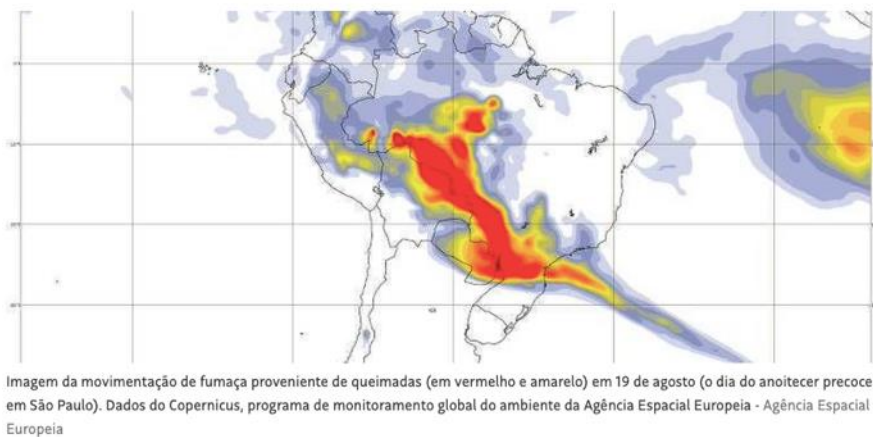 Imagem da movimentação de fumaça proveniente de queimadas (em vermelho e amarelo) em 19 de agosto (o dia do anoitecer precoce
em São Paulo). Dados do Copernicus, programa de monitoramento global do ambiente da Agência Espacial Europeia - Agência Espacial
Europeia